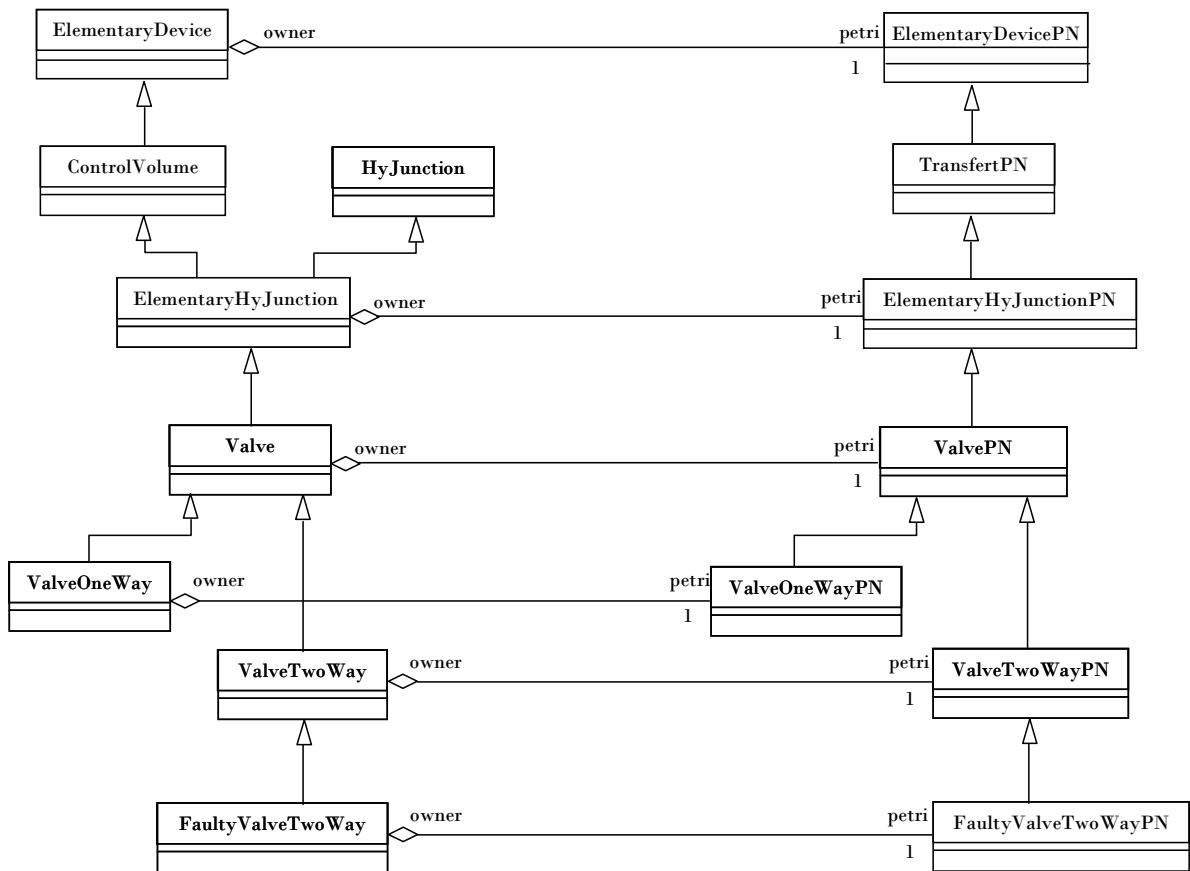 ElementaryDevice
owner
petri
ElementaryDevicePN
1
ControlVolume
HyJunction
TransfertPN
ElementaryHyJunction
owner
petri
ElementaryHyJunctionPN
1
Valve
owner
petri
ValvePN
1
ValveOneWay
owner
petri
ValveOneWayPN
1
ValveTwoWay
owner
petri
ValveTwoWayPN
1
FaultyValveTwoWay
owner
petri
FaultyValveTwoWayPN
1